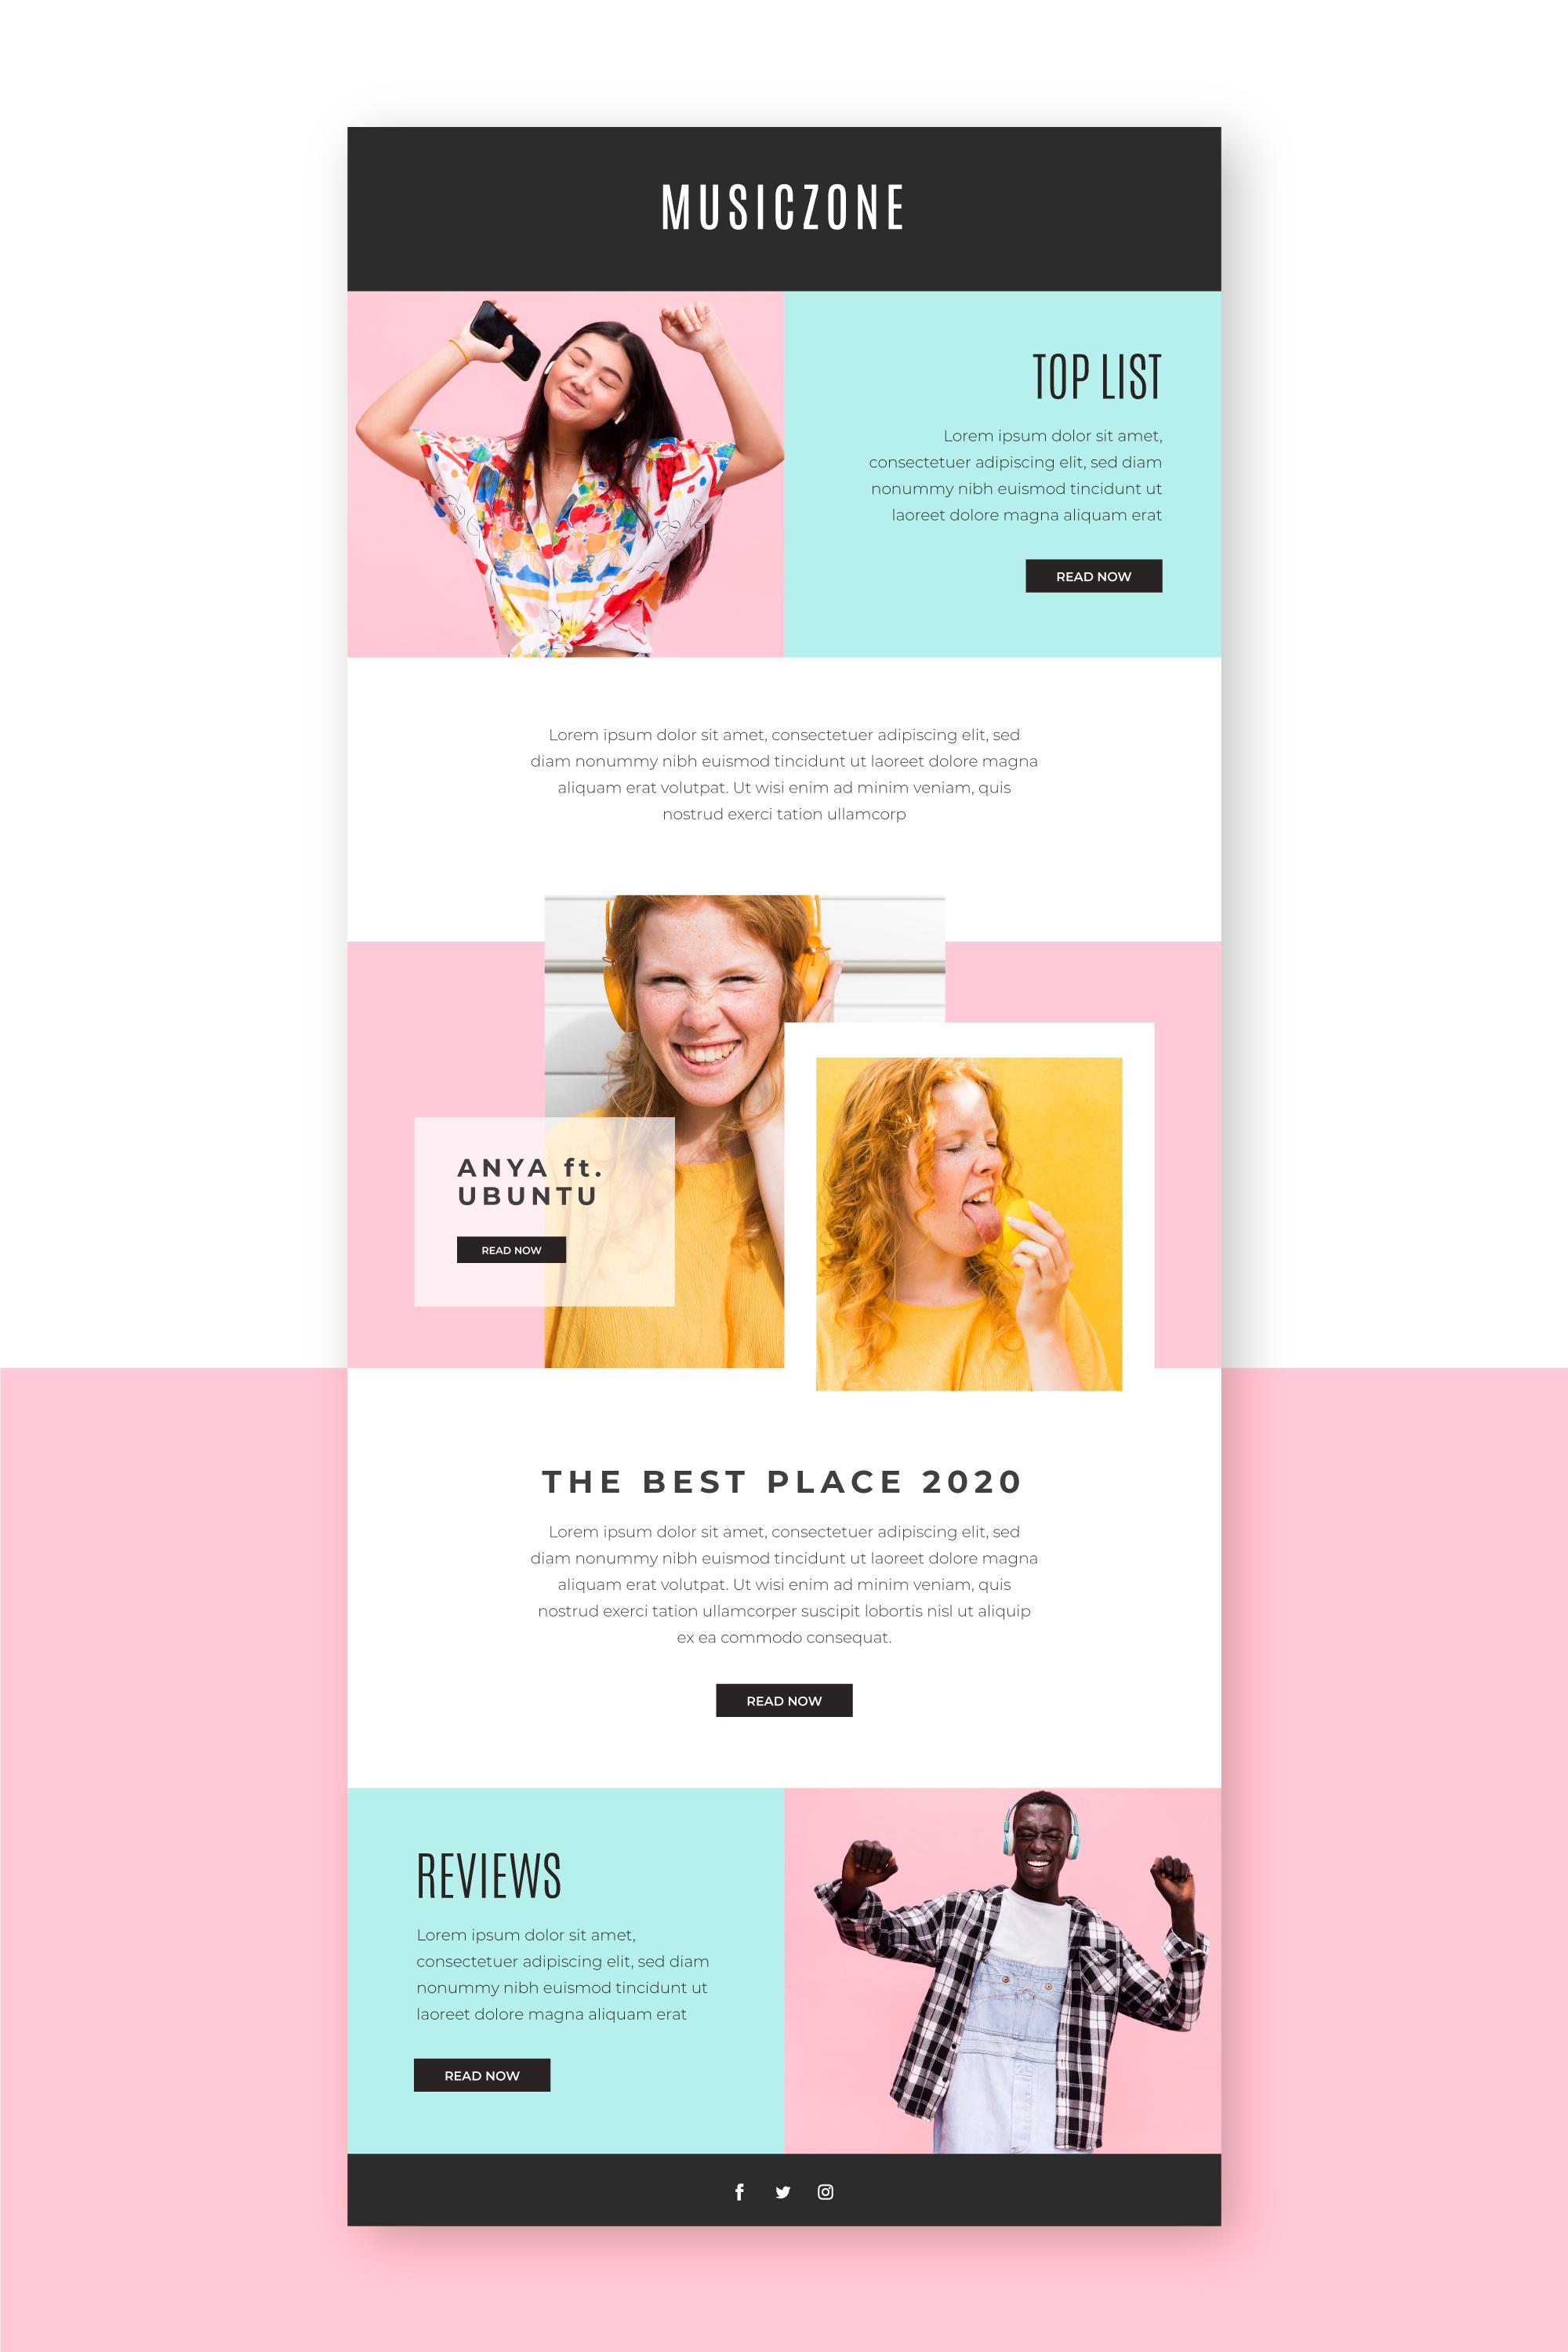 MUSICZONE
TOP LIST
Lorem ipsum dolor sit amet,
consectetuer adipiscing elit, sed diam
nonummy nibh euismod tincidunt ut
laoreet dolore magna aliquam erat
READ NOW
Lorem ipsum dolor sit amet, consectetuer adipiscing elit, sed
diam nonummy nibh euismod tincidunt ut laoreet dolore magna
aliquam erat volutpat. Ut wisi enim ad minim veniam, quis
nostrud exerci tation ullamcorp
ANYA ft.
UBUNTU
READ NOW
THE BEST PLACE 2020
Lorem ipsum dolor sit amet, consectetuer adipiscing elit, sed
diam nonummy nibh euismod tincidunt ut laoreet dolore magna
aliquam erat volutpat. Ut wisi enim ad minim veniam, quis
nostrud exerci tation ullamcorper suscipit lobortis nisl ut aliquip
ex ea commodo consequat.
READ NOW
REVIEWS
Lorem ipsum dolor sit amet,
consectetuer adipiscing elit, sed diam
nonummy nibh euismod tincidunt ut
laoreet dolore magna aliquam erat
READ NOW